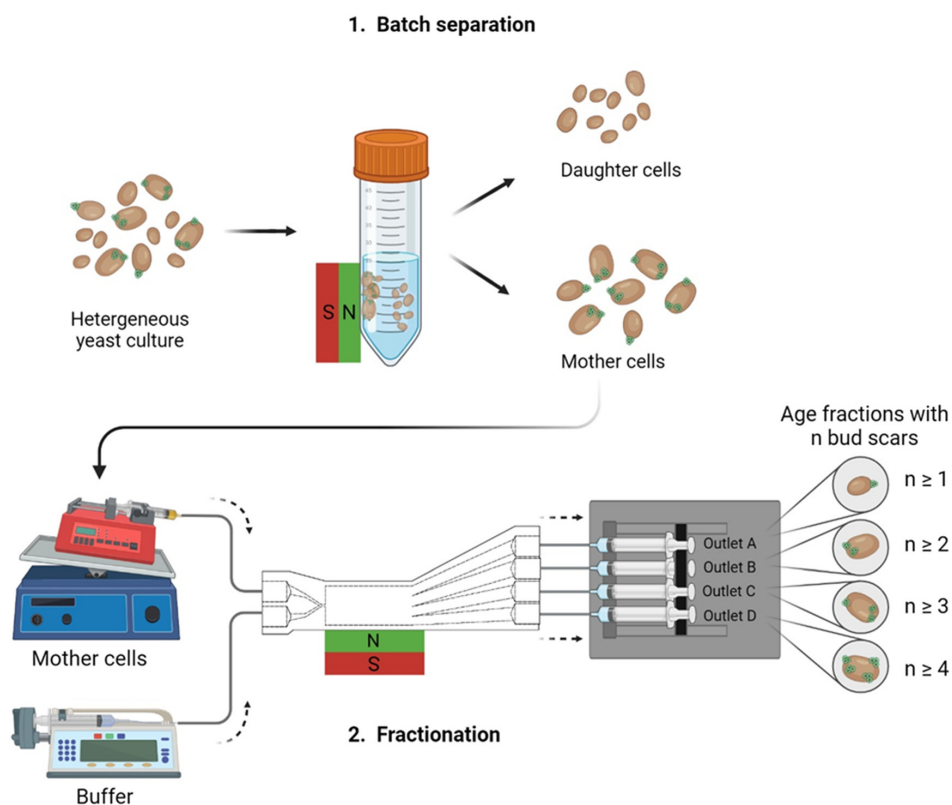 1. Batch separation
Daughter cells
S N
Hetergeneous
yeast culture
Mother cells
Age fractions with
n bud scars
n ≥ 1
n ≥ 2
n ≥ 3
n ≥ 4
Outlet A
Outlet B
Outlet C
Outlet D
Mother cells
N
S
2. Fractionation
Buffer